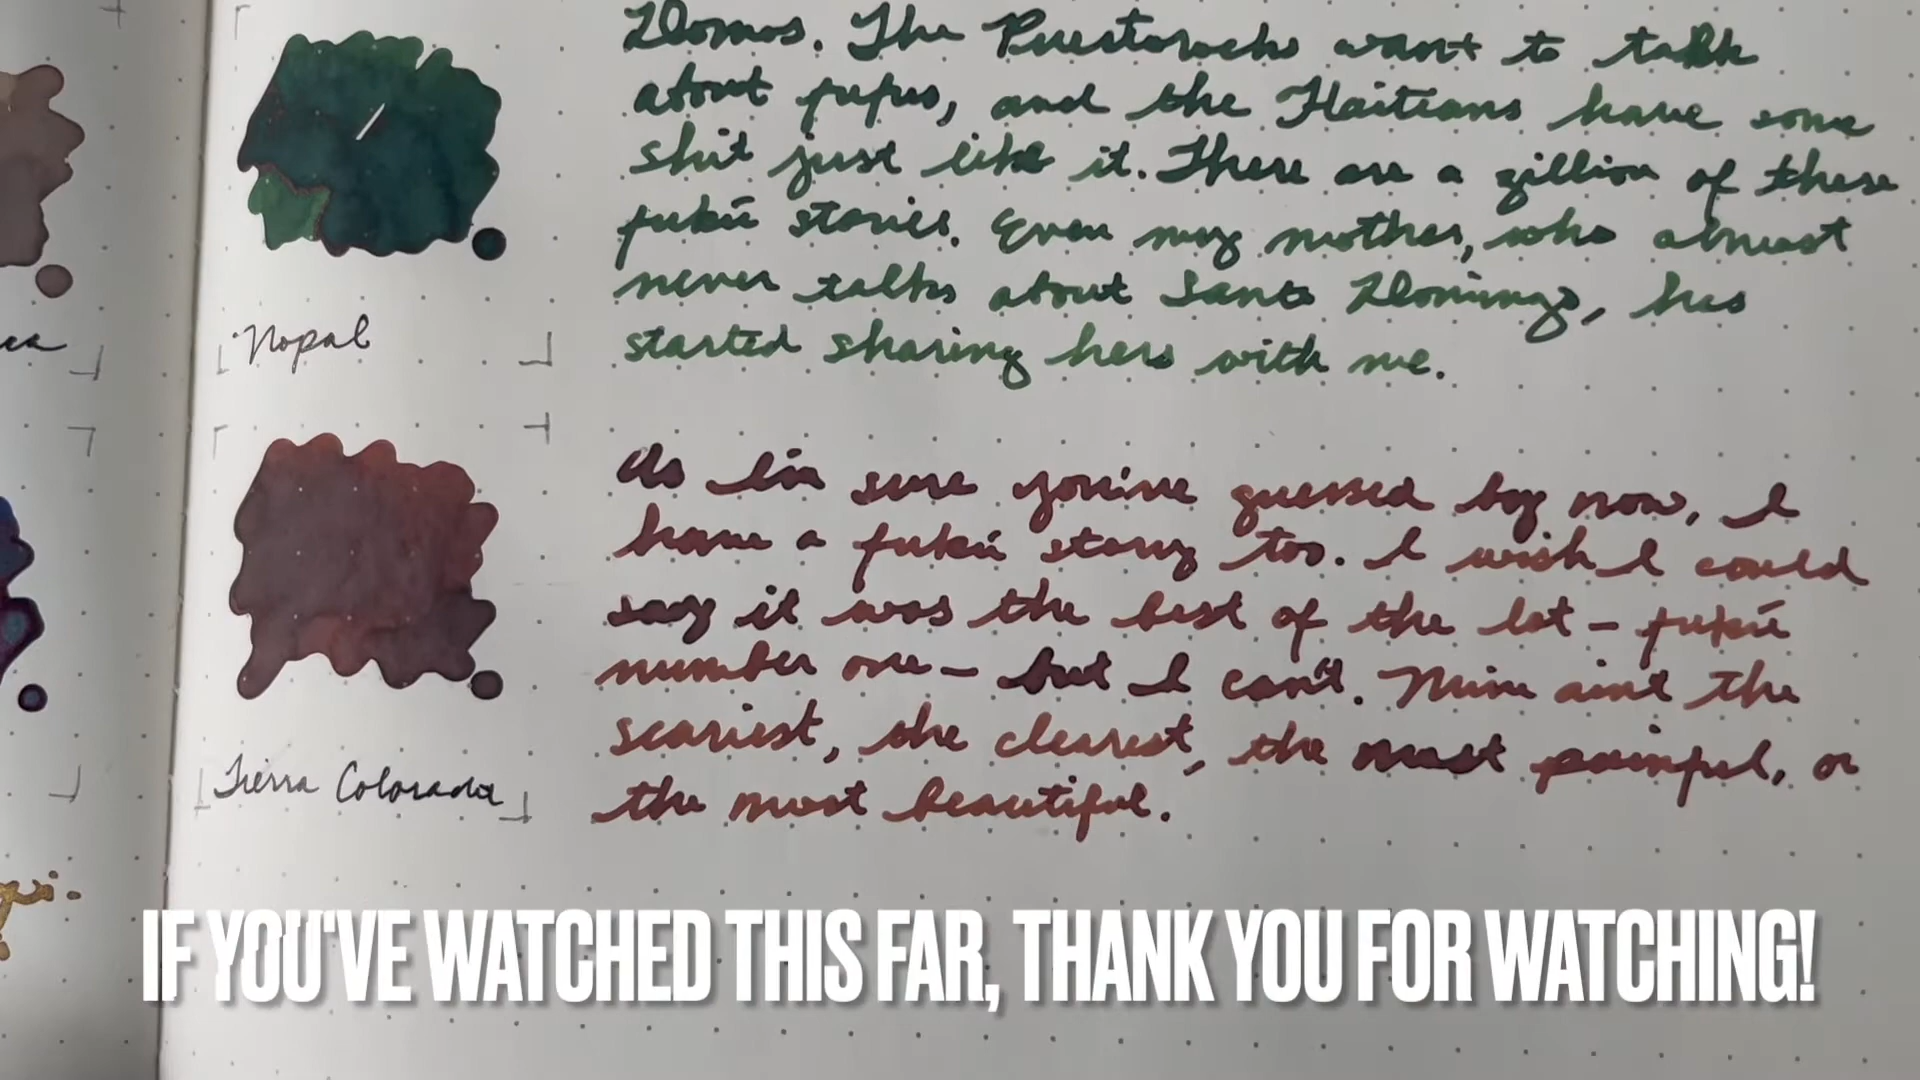 Domos. The Puertorocks want to talk
about fufus, and the Haitians have some
shit just like it. There are a zillion of these
fukú stories. Even my mother, who almost
never talks about Santo Domingo, has
started sharing hers with me.
Nopal
As I'm sure you've guessed by now, I
have a fukú story too. I wish I could
say it was the best of the lot - fukú
number one - but I can't. Mine ain't the
scariest, the clearest, the most painful, or
the most beautiful.
Tierra Colorada
IF YOU'VE WATCHED THIS FAR, THANK YOU FOR WATCHING!